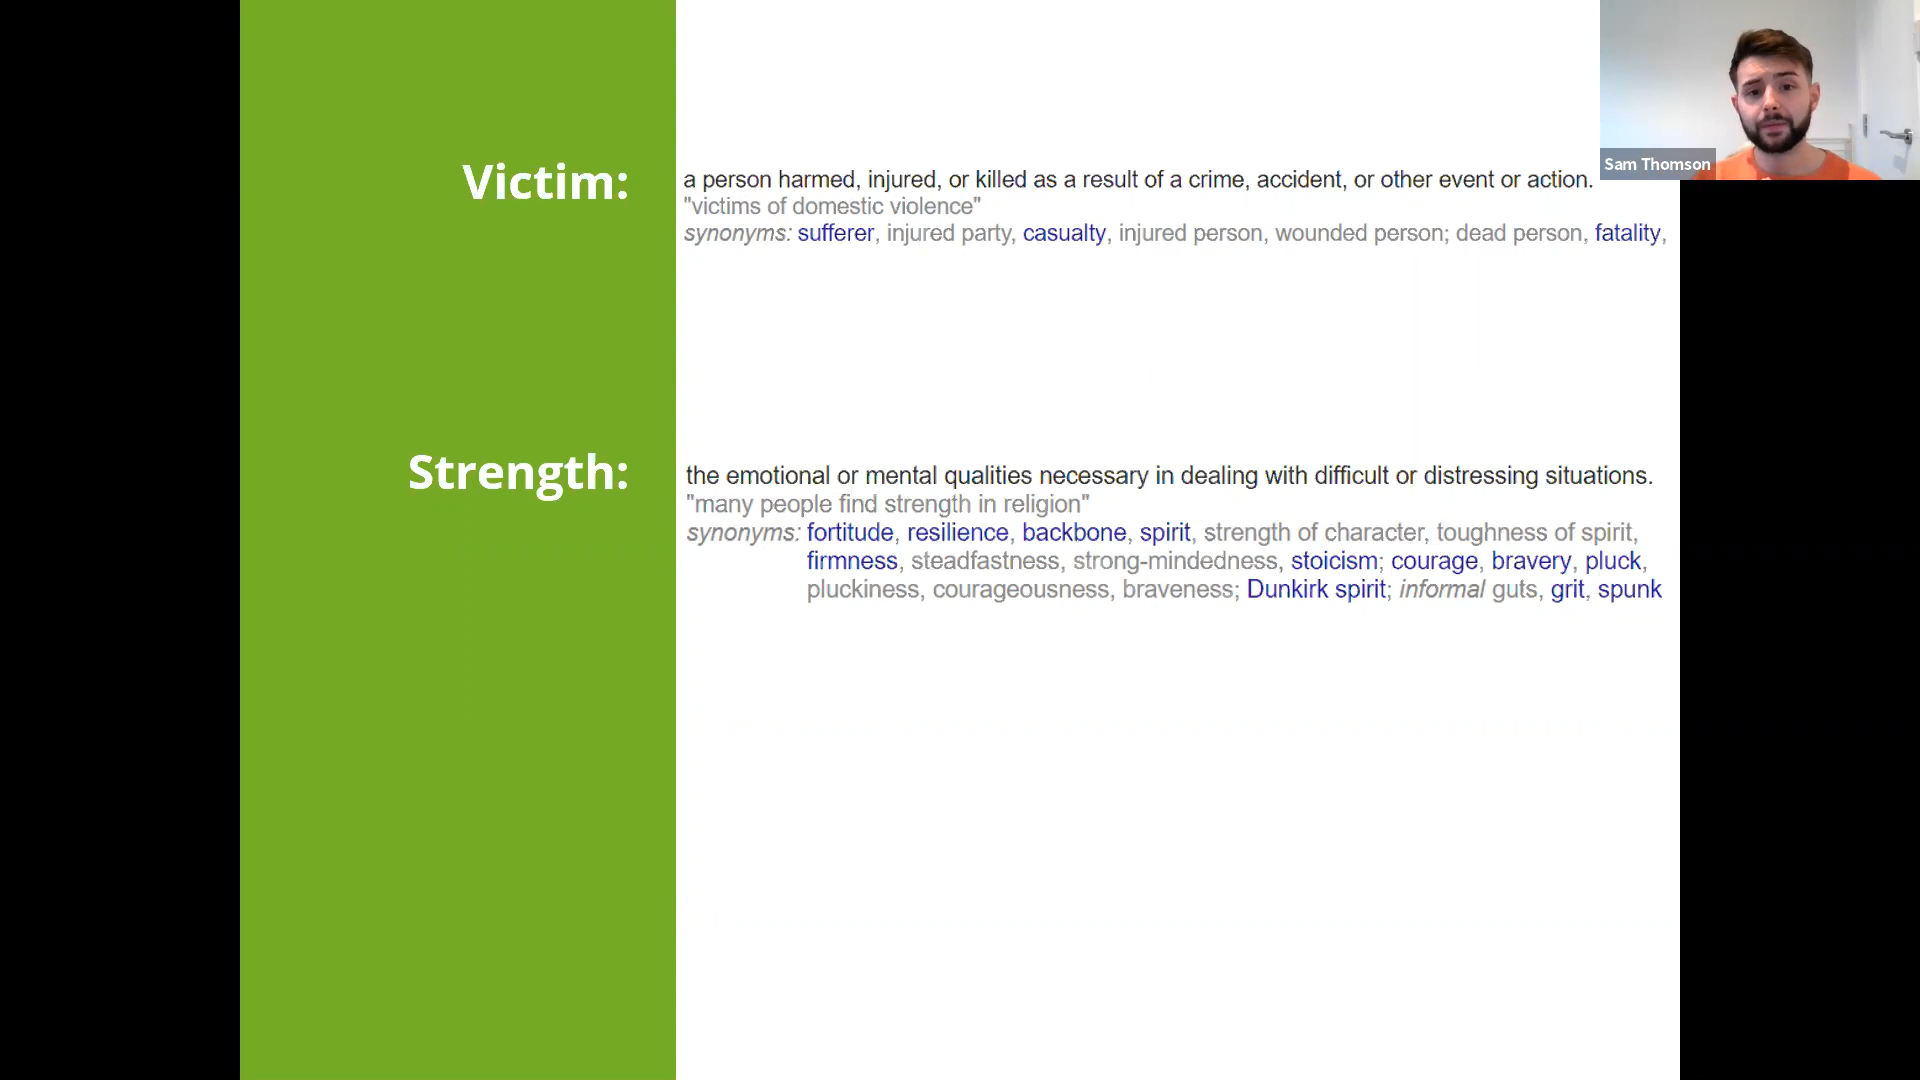 Victim:
a person harmed, injured, or killed as a result of a crime, accident, or other event or action.
"victims of domestic violence"
synonyms: sufferer, injured party, casualty, injured person, wounded person; dead person, fatality,
Sam Thomson
Strength:
the emotional or mental qualities necessary in dealing with difficult or distressing situations.
"many people find strength in religion"
synonyms: fortitude, resilience, backbone, spirit, strength of character, toughness of spirit,
firmness, steadfastness, strong-mindedness, stoicism; courage, bravery, pluck,
pluckiness, courageousness, braveness; Dunkirk spirit; informal guts, grit, spunk